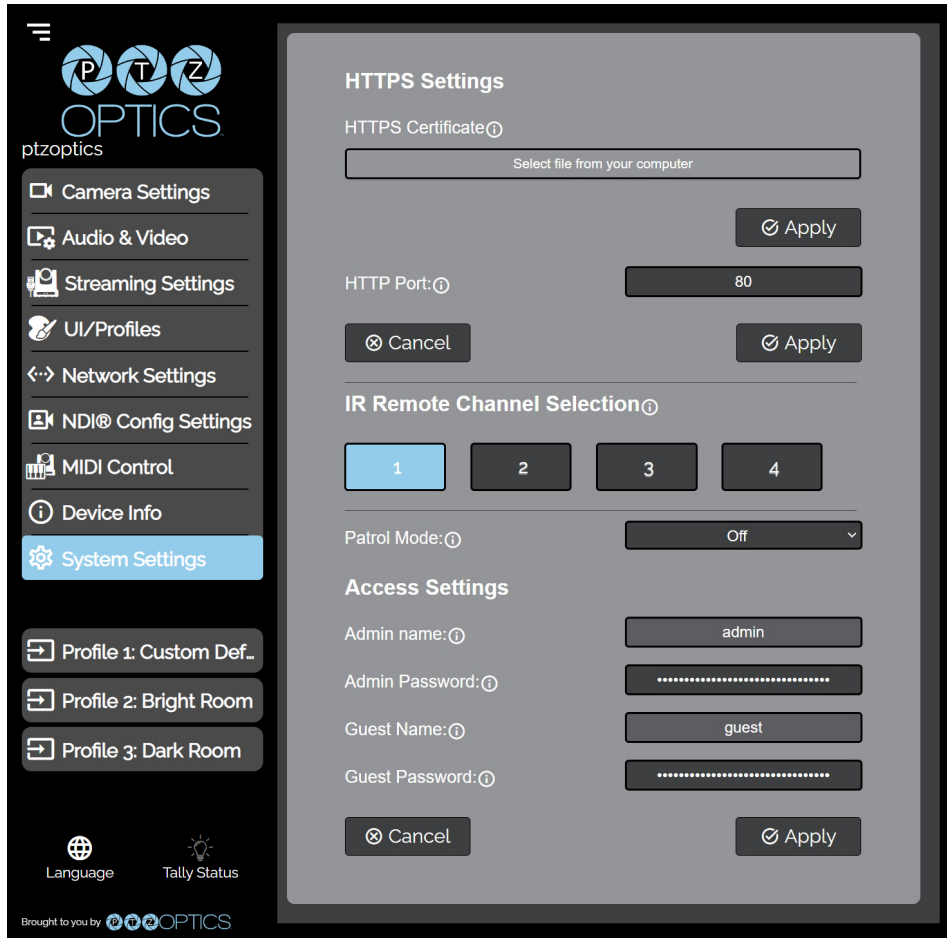 PTZ
OPTICS
ptzoptics
Camera Settings
Audio & Video
Streaming Settings
UI/Profiles
Network Settings
NDI® Config Settings
MIDI Control
Device Info
System Settings
Profile 1: Custom Def...
Profile 2: Bright Room
Profile 3: Dark Room
Language
Tally Status
Brought to you by PTZOPTICS
HTTPS Settings
HTTPS Certificate
Select file from your computer
Apply
HTTP Port: 80
Cancel Apply
IR Remote Channel Selection
1 2 3 4
Patrol Mode: Off
Access Settings
Admin name: admin
Admin Password: ••••••••••••••••••••••••••••••••
Guest Name: guest
Guest Password: ••••••••••••••••••••••••••••••••
Cancel Apply